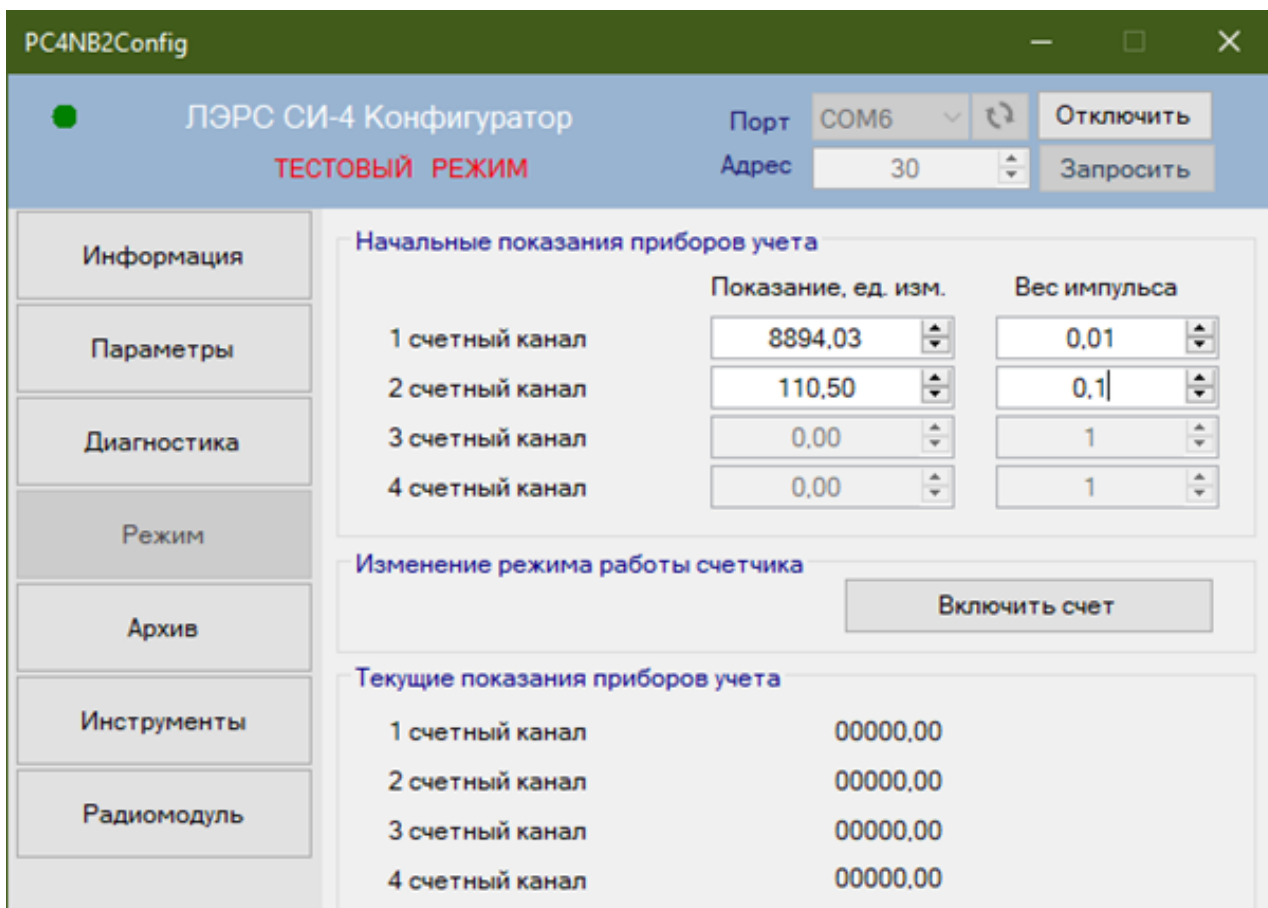 PC4NB2Config
ЛЭРС СИ-4 Конфигуратор
ТЕСТОВЫЙ РЕЖИМ
Порт COM6 Отключить
Адрес 30 Запросить
Информация
Параметры
Диагностика
Режим
Архив
Инструменты
Радиомодуль
Начальные показания приборов учета
Показание, ед. изм. Вес импульса
1 счетный канал 8894,03 0,01
2 счетный канал 110,50 0,1
3 счетный канал 0,00 1
4 счетный канал 0,00 1
Изменение режима работы счетчика
Включить счет
Текущие показания приборов учета
1 счетный канал 00000,00
2 счетный канал 00000,00
3 счетный канал 00000,00
4 счетный канал 00000,00